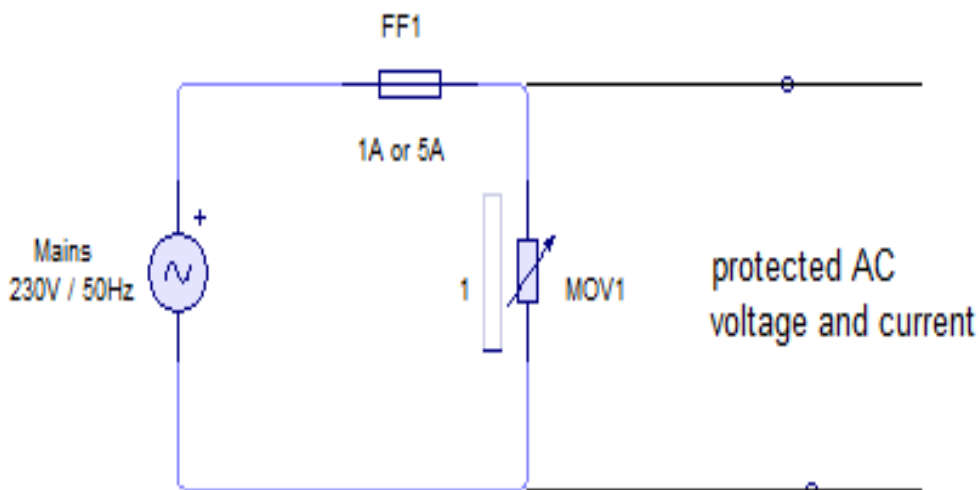 FF1
1A or 5A
+
Mains
230V / 50Hz
1
MOV1
protected AC
voltage and current